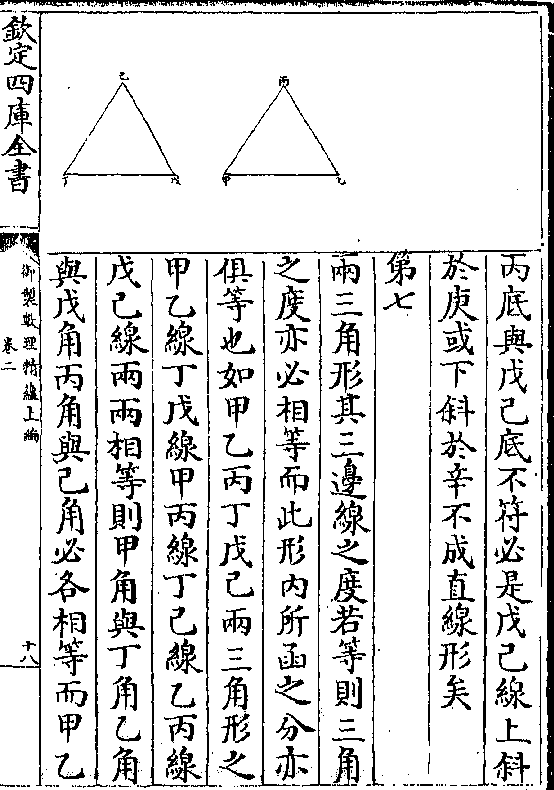 丙底與戊己底不符必是戊己線上斜
於庚或下斜於辛不成直線形矣
第七
兩三角形其三邊線之度若等則三角
之度亦必相等而此形內所函之分亦
俱等也如甲乙丙丁戊己兩三角形之
甲乙線丁戊線甲丙線丁己線乙丙線
戊己線兩兩相等則甲角與丁角乙角
與戊角丙角與己角必各相等而甲乙
丙
甲
乙
己
丁
戊
欽定四庫全書
御製數理精蘊上編
卷二
十八